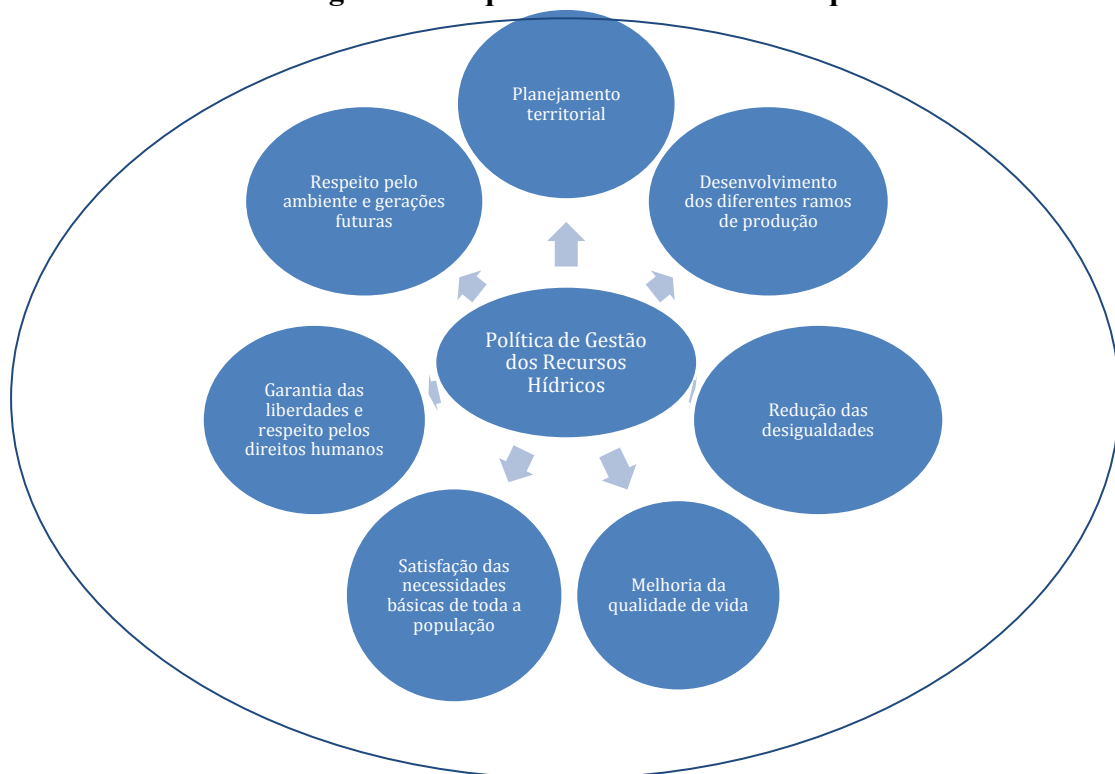 Planejamento
territorial
Desenvolvimento
dos diferentes ramos
de produção
Redução das
desigualdades
Melhoria da
qualidade de vida
Satisfação das
necessidades
básicas de toda a
população
Garantia das
liberdades e
respeito pelos
direitos humanos
Respeito pelo
ambiente e gerações
futuras
Política de Gestão
dos Recursos
Hídricos